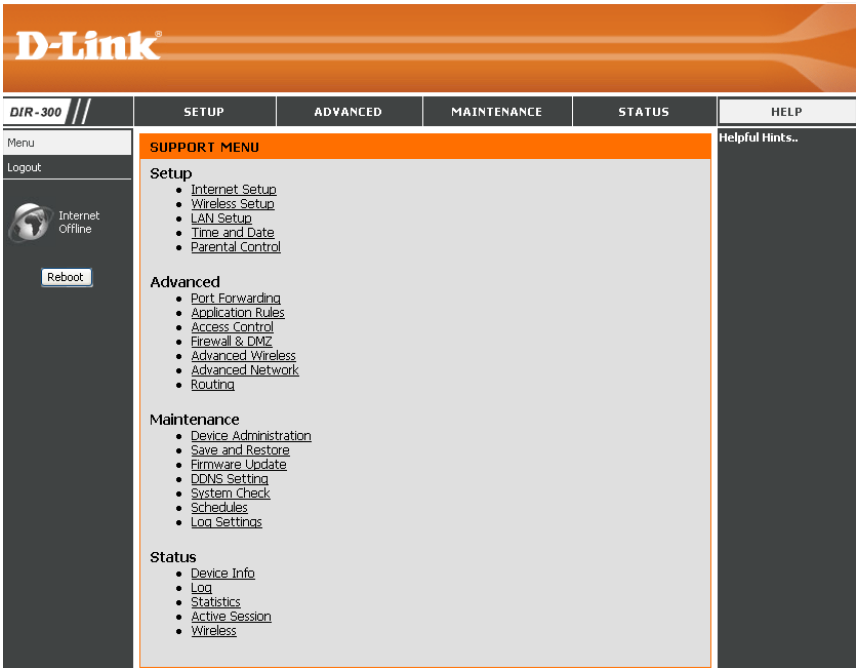 D-Link®
DIR-300
SETUP
ADVANCED
MAINTENANCE
STATUS
HELP
Menu
Logout
Internet
Offline
Reboot
SUPPORT MENU
Setup
Internet Setup
Wireless Setup
LAN Setup
Time and Date
Parental Control
Advanced
Port Forwarding
Application Rules
Access Control
Firewall & DMZ
Advanced Wireless
Advanced Network
Routing
Maintenance
Device Administration
Save and Restore
Firmware Update
DDNS Setting
System Check
Schedules
Log Settings
Status
Device Info
Log
Statistics
Active Session
Wireless
Helpful Hints..